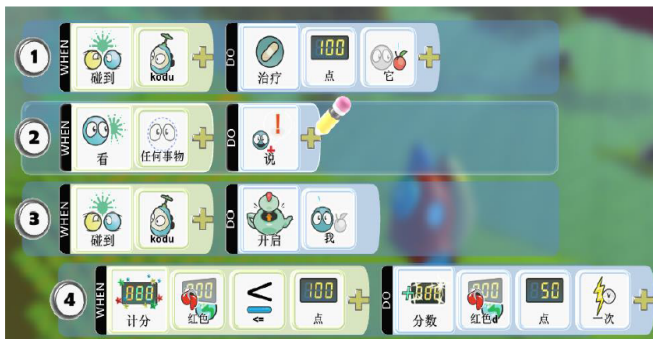 1 WHEN 碰到 kodu DO 治疗 100 点 它
2 WHEN 看 任何事物 DO 说
3 WHEN 碰到 kodu DO 开启 我
4 WHEN 000 计分 000 红色 <= 100 点 DO 000 分数 000 红色d 50 点 一次